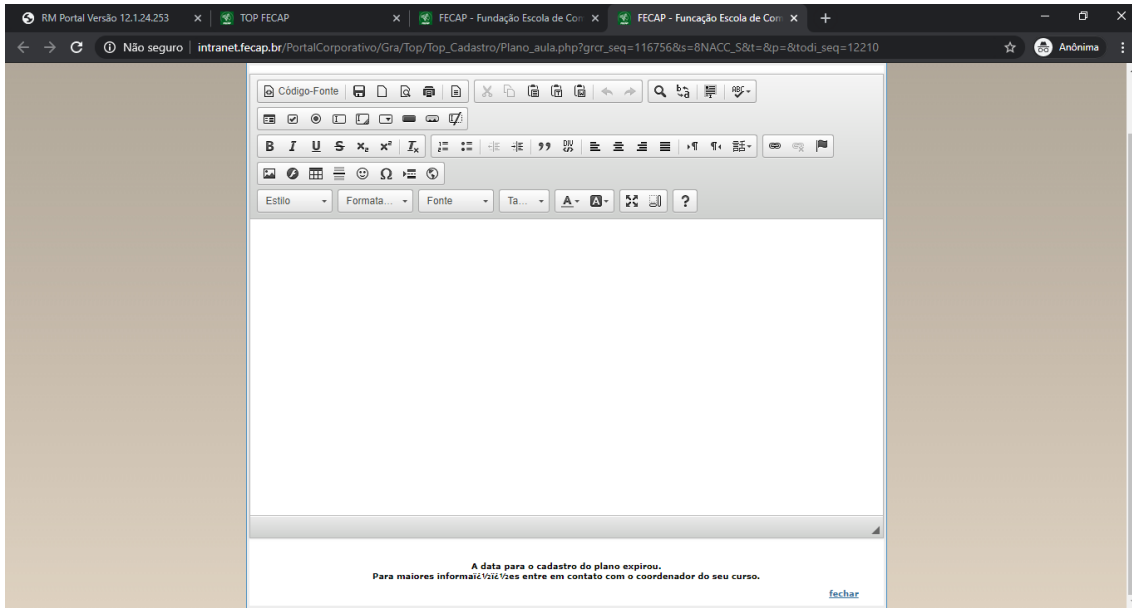 RM Portal Versão 12.1.24.253
TOP FECAP
FECAP - Fundação Escola de Con
FECAP - Funcação Escola de Com
Não seguro | intranet.fecap.br/PortalCorporativo/Gra/Top/Top_Cadastro/Plano_aula.php?grcr_seq=116756&s=8NACC_S&t=&p=&todi_seq=12210
Anônima
Código-Fonte
Estilo
Formata...
Fonte
Ta...
A data para o cadastro do plano expirou.
Para maiores informaï¿½ï¿½es entre em contato com o coordenador do seu curso.
fechar